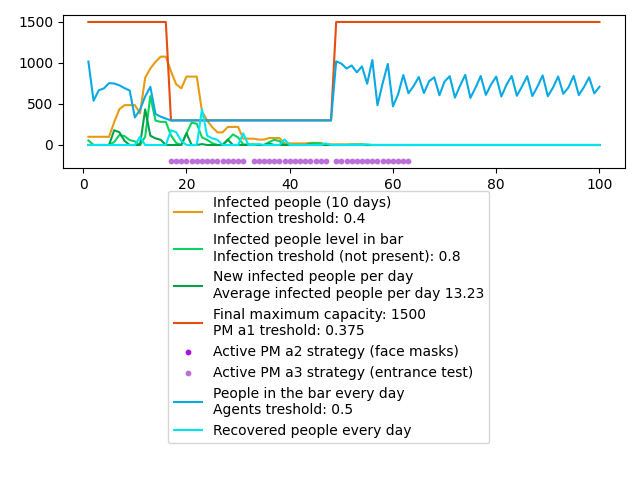 1500
1000
500
0
0 20 40 60 80 100
Infected people (10 days)
Infection treshold: 0.4
Infected people level in bar
Infection treshold (not present): 0.8
New infected people per day
Average infected people per day 13.23
Final maximum capacity: 1500
PM a1 treshold: 0.375
Active PM a2 strategy (face masks)
Active PM a3 strategy (entrance test)
People in the bar every day
Agents treshold: 0.5
Recovered people every day